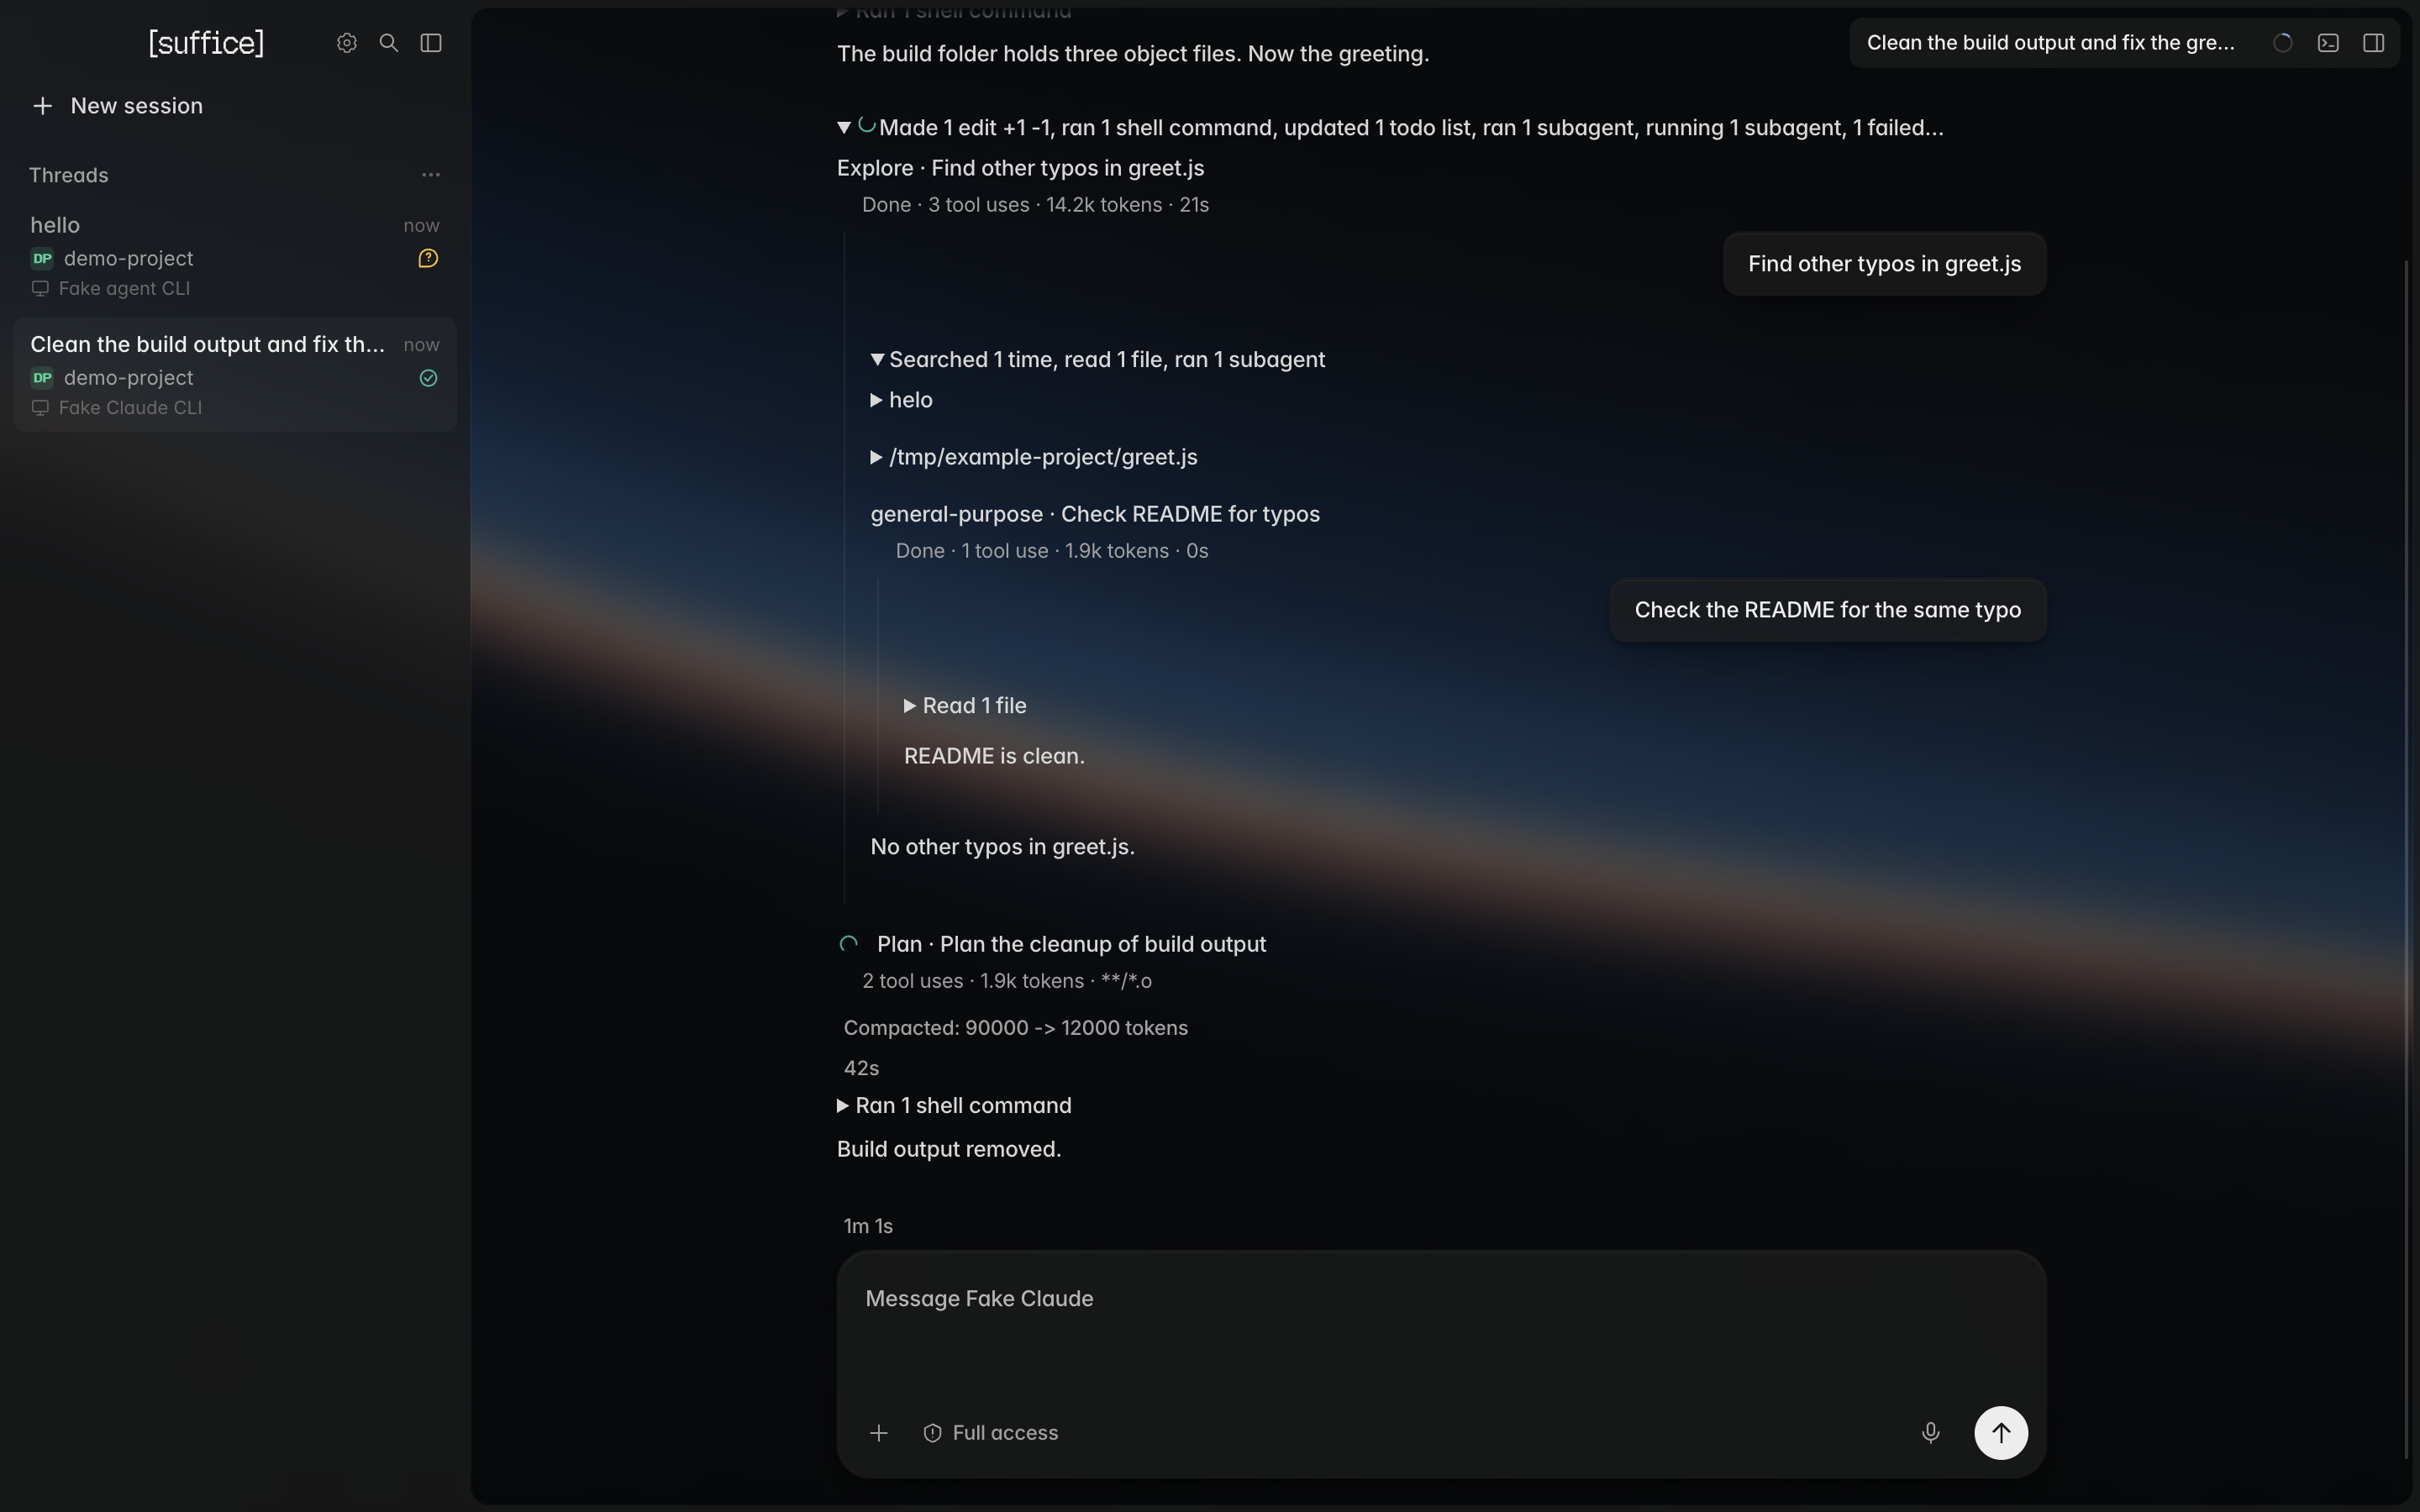 [suffice]
New session
Threads
hello
now
DP demo-project
Fake agent CLI
Clean the build output and fix th...
now
DP demo-project
Fake Claude CLI
Clean the build output and fix the gre...
Ran 1 shell command
The build folder holds three object files. Now the greeting.
Made 1 edit +1 -1, ran 1 shell command, updated 1 todo list, ran 1 subagent, running 1 subagent, 1 failed...
Explore · Find other typos in greet.js
Done · 3 tool uses · 14.2k tokens · 21s
Find other typos in greet.js
Searched 1 time, read 1 file, ran 1 subagent
helo
/tmp/example-project/greet.js
general-purpose · Check README for typos
Done · 1 tool use · 1.9k tokens · 0s
Check the README for the same typo
Read 1 file
README is clean.
No other typos in greet.js.
Plan · Plan the cleanup of build output
2 tool uses · 1.9k tokens · **/*.o
Compacted: 90000 -> 12000 tokens
42s
Ran 1 shell command
Build output removed.
1m 1s
Message Fake Claude
Full access